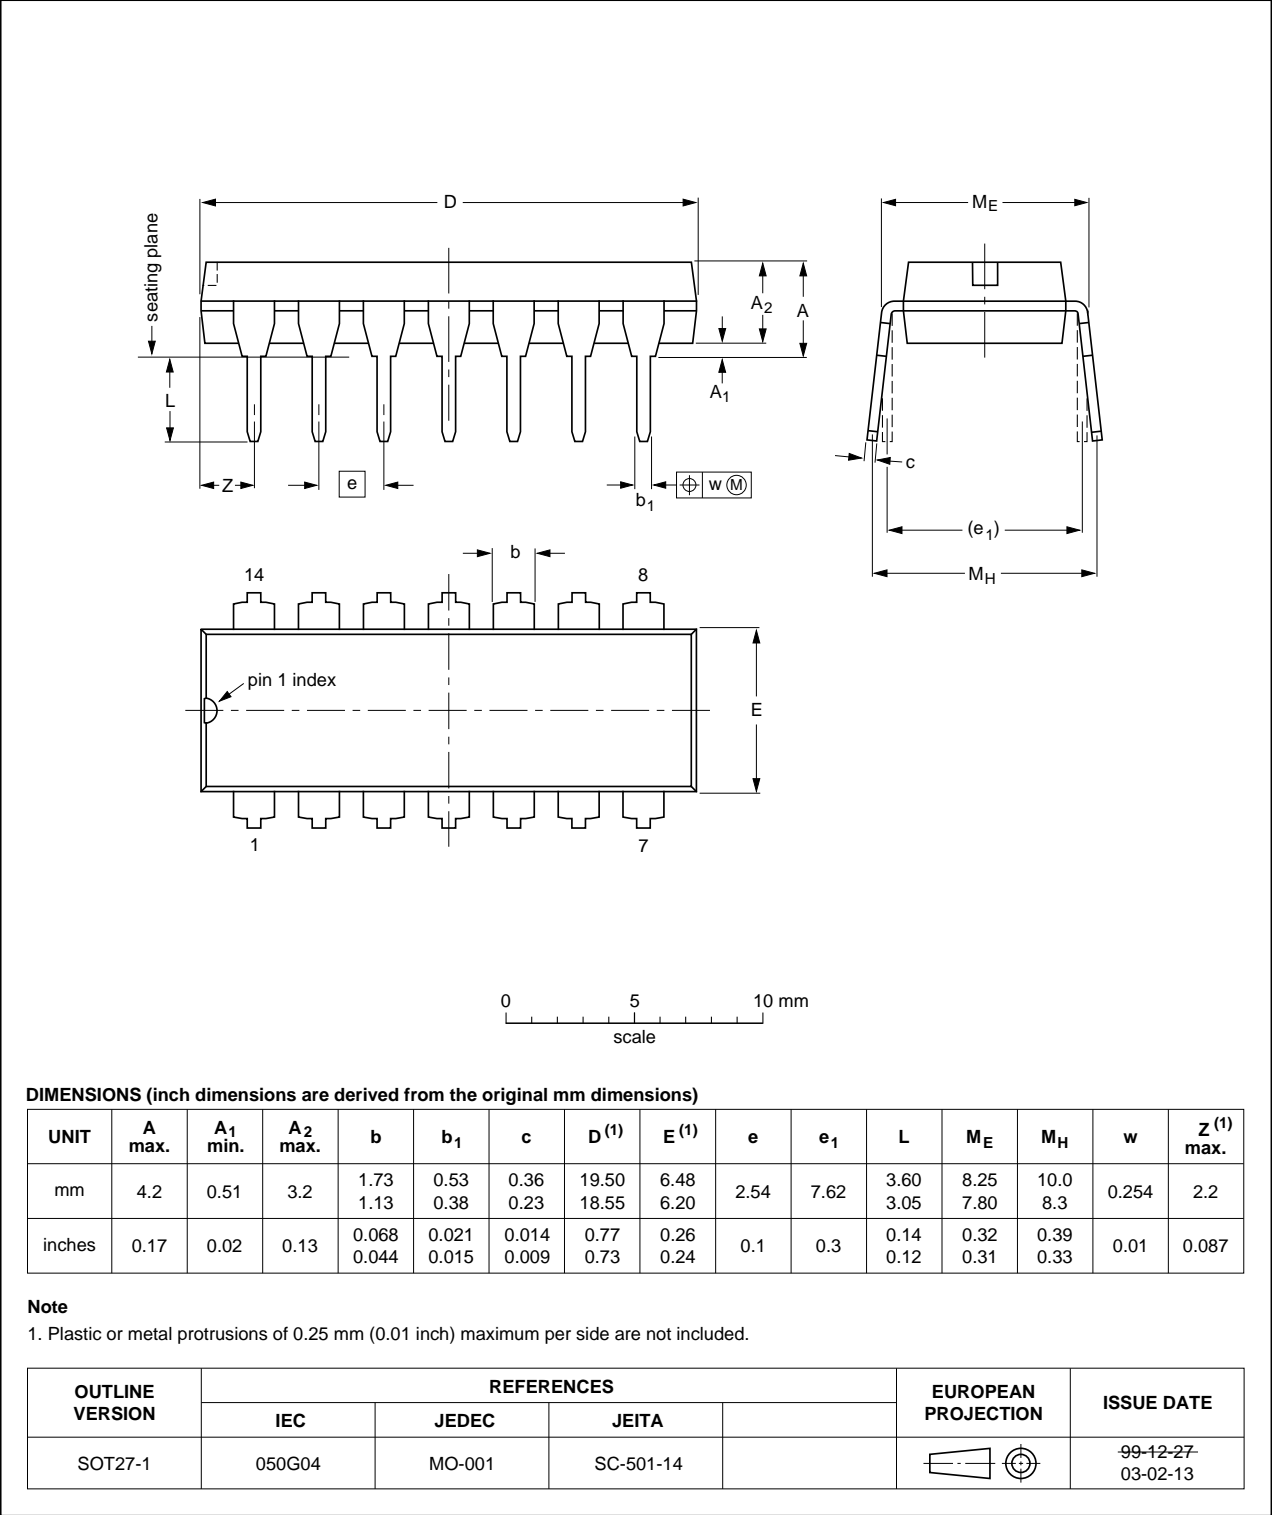 D
ME
seating plane
A2
A
A1
L
Z
e
b1
w M
c
(e1)
MH
b
14
8
pin 1 index
E
1
7
0 5 10 mm
scale
DIMENSIONS (inch dimensions are derived from the original mm dimensions)
UNIT A max. A1 min. A2 max. b b1 c D(1) E(1) e e1 L ME MH w Z(1) max.
mm 4.2 0.51 3.2 1.73 1.13 0.53 0.38 0.36 0.23 19.50 18.55 6.48 6.20 2.54 7.62 3.60 3.05 8.25 7.80 10.0 8.3 0.254 2.2
inches 0.17 0.02 0.13 0.068 0.044 0.021 0.015 0.014 0.009 0.77 0.73 0.26 0.24 0.1 0.3 0.14 0.12 0.32 0.31 0.39 0.33 0.01 0.087
Note
1. Plastic or metal protrusions of 0.25 mm (0.01 inch) maximum per side are not included.
OUTLINE VERSION REFERENCES EUROPEAN PROJECTION ISSUE DATE
IEC JEDEC JEITA
SOT27-1 050G04 MO-001 SC-501-14 99-12-27
03-02-13